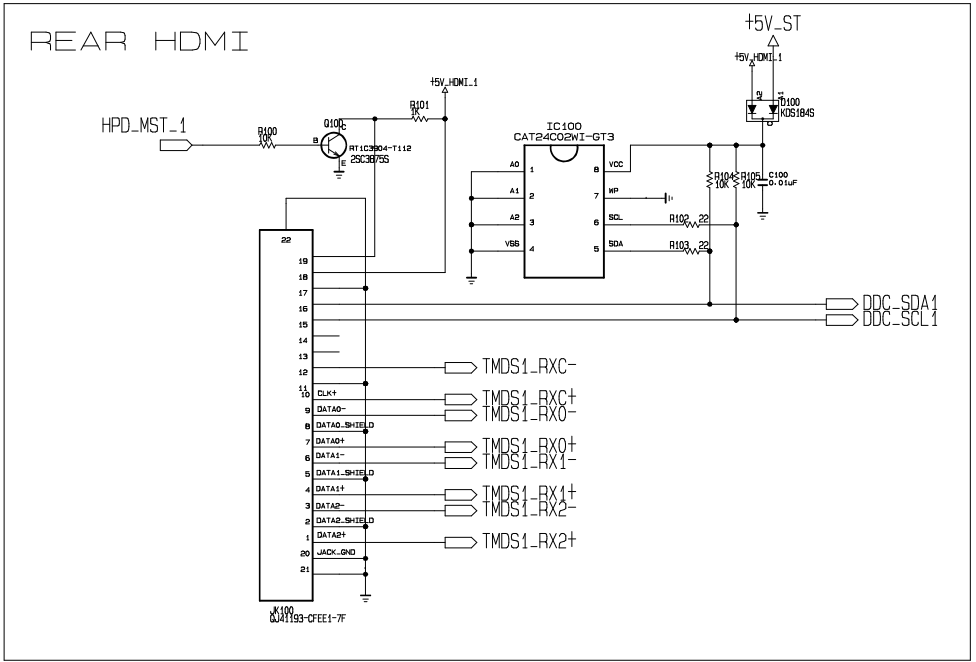 REAR HDMI
+5V_ST
+5V_HDMI_1
A2
A1
C
D100
KDS184S
+5V_HDMI_1
R101
1K
HPD_MST_1
R100
10K
Q100
B
C
E
RT1C3904-T112
2SC3875S
IC100
CAT24C02WI-GT3
A0 1 8 VCC
A1 2 7 WP
A2 3 6 SCL
VSS 4 5 SDA
R102 22
R103 22
R104
10K
R105
10K
C100
0.01uF
22
19
18
17
16
15
14
13
12
11
10 CLK+
9 DATA0-
8 DATA0_SHIELD
7 DATA0+
6 DATA1-
5 DATA1_SHIELD
4 DATA1+
3 DATA2-
2 DATA2_SHIELD
1 DATA2+
20 JACK_GND
21
DDC_SDA1
DDC_SCL1
TMDS1_RXC-
TMDS1_RXC+
TMDS1_RX0-
TMDS1_RX0+
TMDS1_RX1-
TMDS1_RX1+
TMDS1_RX2-
TMDS1_RX2+
JK100
QJ41193-CFEE1-7F